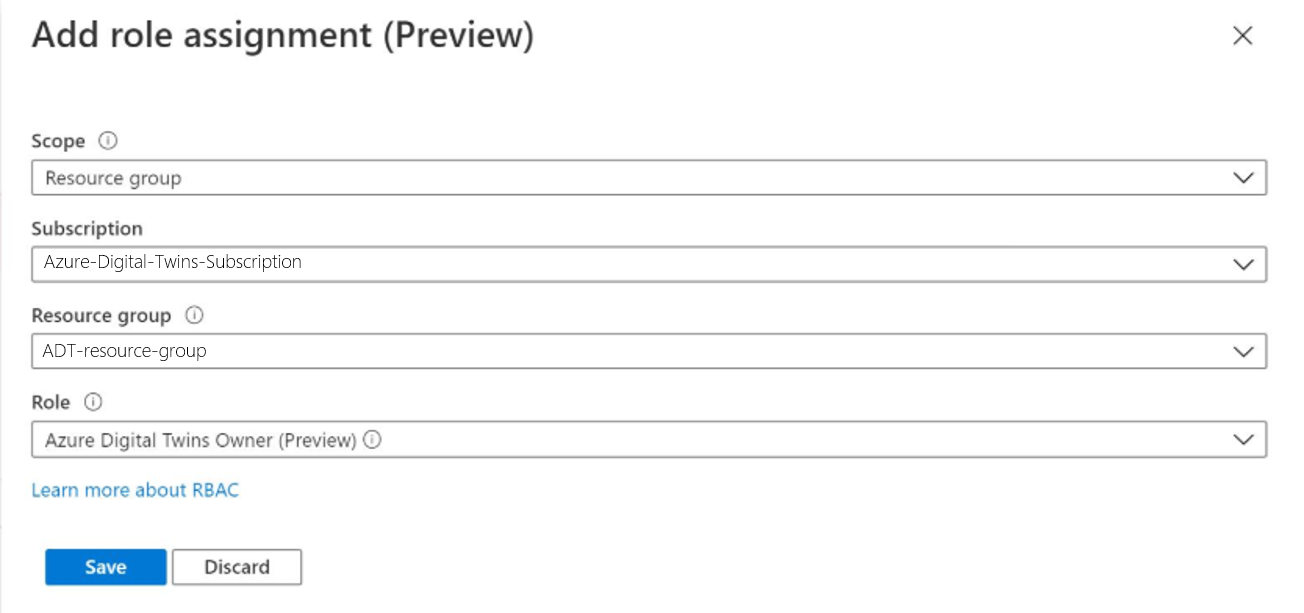 Add role assignment (Preview)
Scope
Resource group
Subscription
Azure-Digital-Twins-Subscription
Resource group
ADT-resource-group
Role
Azure Digital Twins Owner (Preview)
Learn more about RBAC
Save Discard